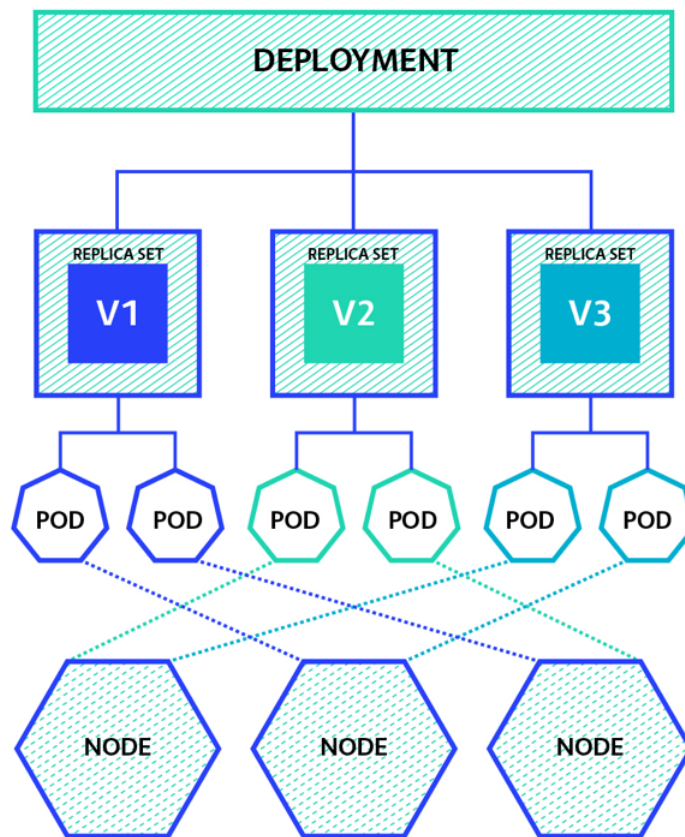 DEPLOYMENT
REPLICA SET
V1
REPLICA SET
V2
REPLICA SET
V3
POD
POD
POD
POD
POD
POD
NODE
NODE
NODE